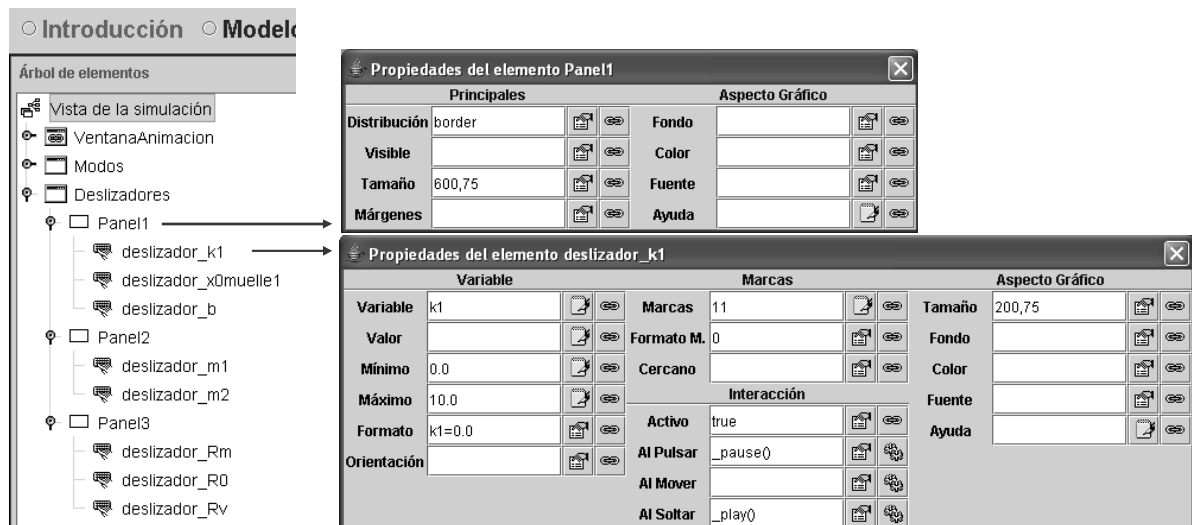 Introducción Modelo
Árbol de elementos
Vista de la simulación
VentanaAnimacion
Modos
Deslizadores
Panel1
deslizador_k1
deslizador_x0muelle1
deslizador_b
Panel2
deslizador_m1
deslizador_m2
Panel3
deslizador_Rm
deslizador_R0
deslizador_Rv
Propiedades del elemento Panel1
Principales Aspecto Gráfico
Distribución border Fondo
Visible Color
Tamaño 600,75 Fuente
Márgenes Ayuda
Propiedades del elemento deslizador_k1
Variable Marcas Aspecto Gráfico
Variable k1 Marcas 11 Tamaño 200,75
Valor Formato M. 0 Fondo
Mínimo 0.0 Cercano Color
Máximo 10.0 Interacción Fuente
Formato k1=0.0 Activo true Ayuda
Orientación Al Pulsar _pause()
Al Mover
Al Soltar _play()